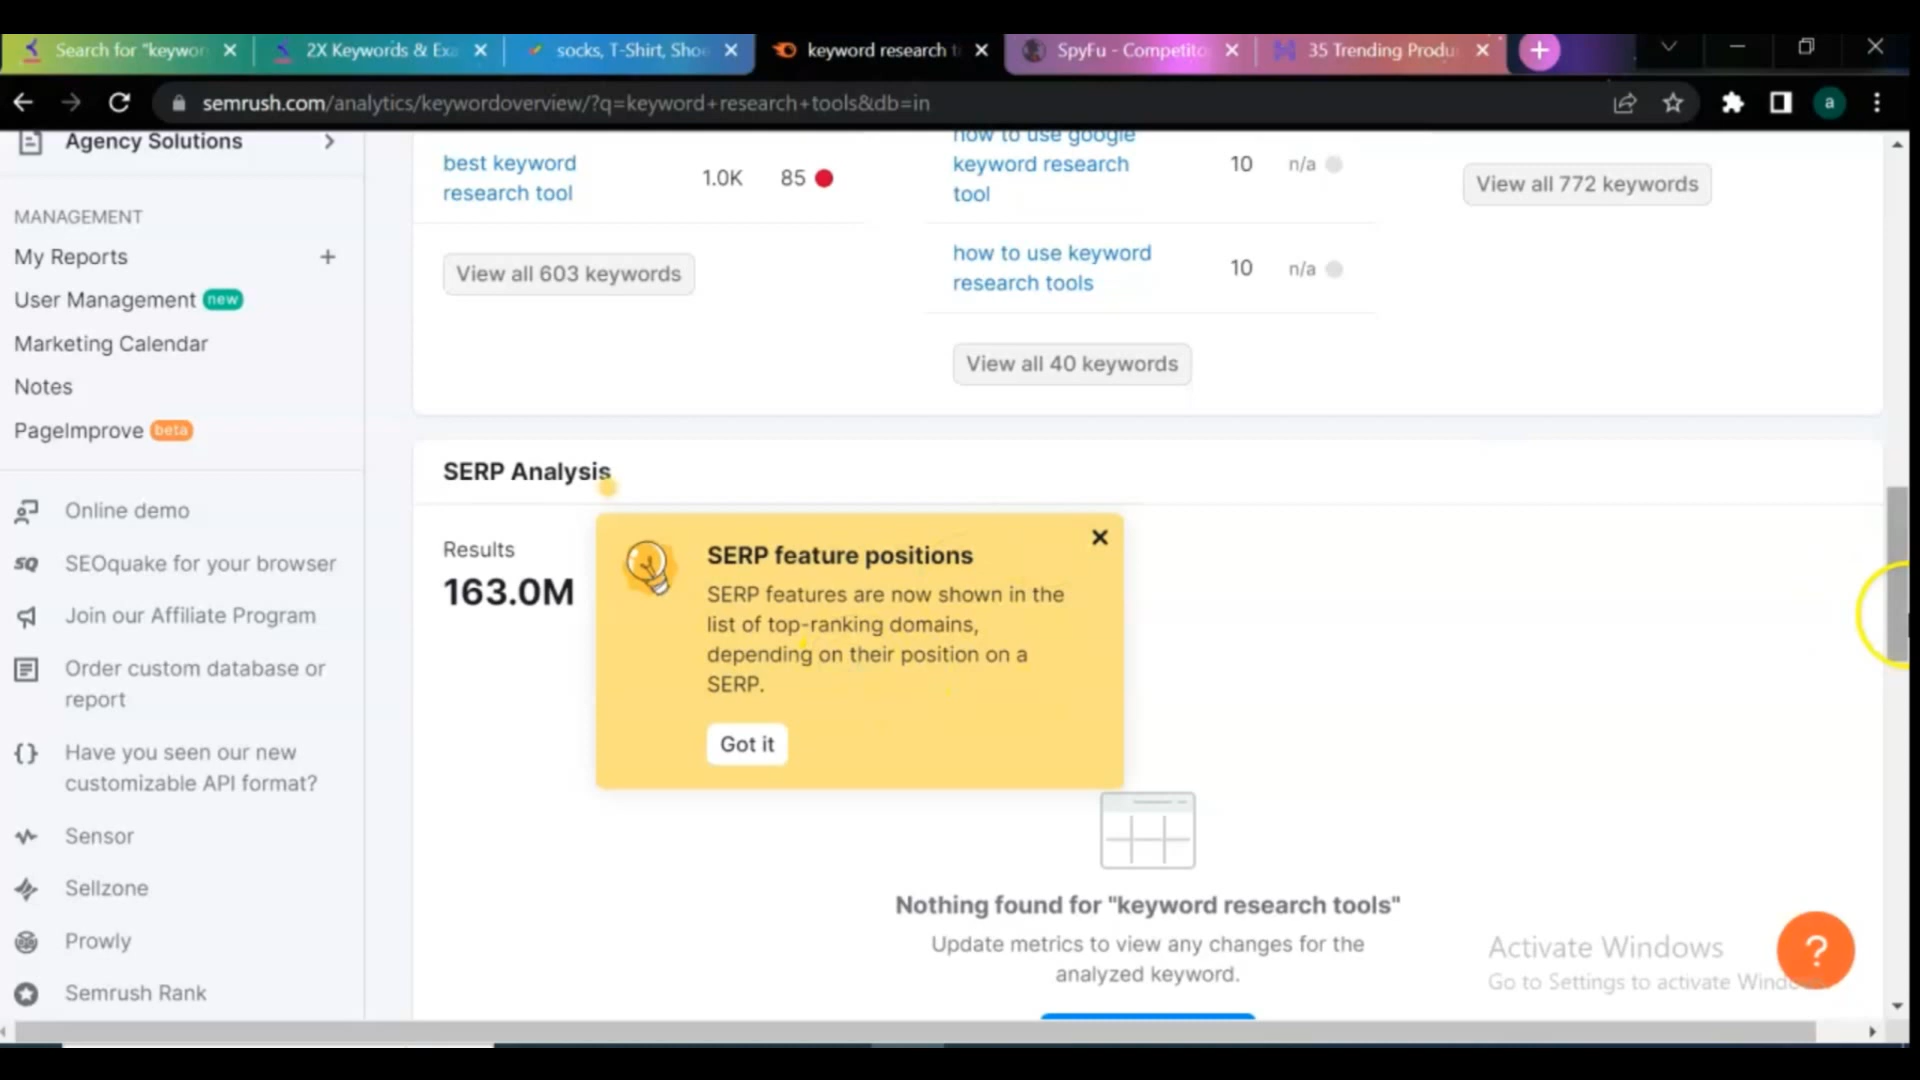 Search for "keywor
2X Keywords & Exa
socks, T-Shirt, Shoe
keyword research t
SpyFu - Competito
35 Trending Produ
semrush.com/analytics/keywordoverview/?q=keyword+research+tools&db=in
a
Agency Solutions
MANAGEMENT
My Reports
User Management new
Marketing Calendar
Notes
PageImprove beta
Online demo
SEOquake for your browser
Join our Affiliate Program
Order custom database or
report
Have you seen our new
customizable API format?
Sensor
Sellzone
Prowly
Semrush Rank
best keyword
research tool
1.0K 85
View all 603 keywords
how to use google
keyword research
tool
10 n/a
how to use keyword
research tools
10 n/a
View all 40 keywords
View all 772 keywords
SERP Analysis
Results
163.0M
SERP feature positions
SERP features are now shown in the
list of top-ranking domains,
depending on their position on a
SERP.
Got it
Nothing found for "keyword research tools"
Update metrics to view any changes for the
analyzed keyword.
Activate Windows
Go to Settings to activate Windows
?